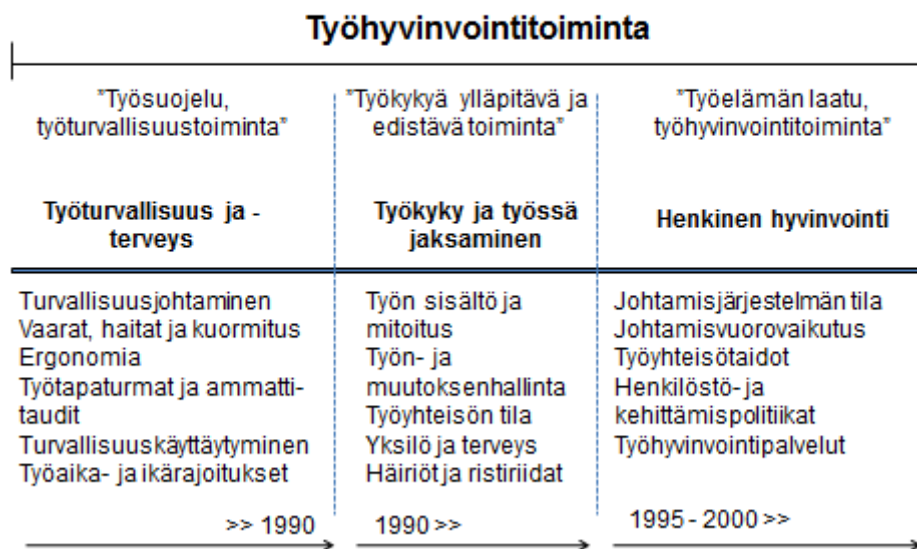 Työhyvinvointitoiminta
”Työsuojelu,
työturvallisuustoiminta”
Työturvallisuus ja -
terveys
Turvallisuusjohtaminen
Vaarat, haitat ja kuormitus
Ergonomia
Työtapaturmat ja ammatti-
taudit
Turvallisuuskäyttäytyminen
Työaika- ja ikärajoitukset
>> 1990
”Työkykyä ylläpitävä ja
edistävä toiminta”
Työkyky ja työssä
jaksaminen
Työn sisältö ja
mitoitus
Työn- ja
muutoksenhallinta
Työyhteisön tila
Yksilö ja terveys
Häiriöt ja ristiriidat
1990 >>
”Työelämän laatu,
työhyvinvointitoiminta”
Henkinen hyvinvointi
Johtamisjärjestelmän tila
Johtamisvuorovaikutus
Työyhteisötaidot
Henkilöstö- ja
kehittämispolitiikat
Työhyvinvointipalvelut
1995 - 2000 >>